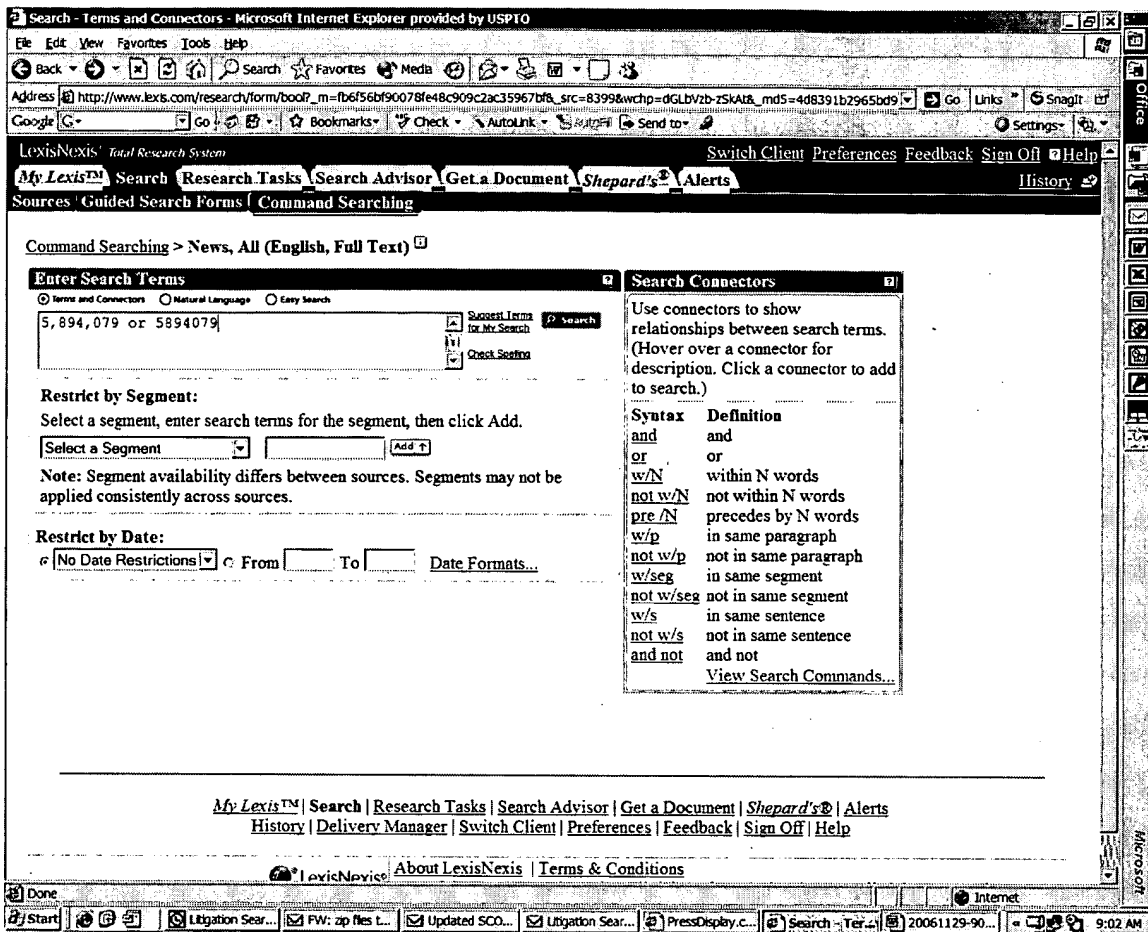 Search - Terms and Connectors - Microsoft Internet Explorer provided by USPTO
File Edit View Favorites Tools Help
Back Search Favorites Media
Address http://www.lexis.com/research/form/bool?_m=fb6f56bf90078fe48c909c2ac35967bf&_src=8399&wchp=dGLbVzb-zSkAt&_md5=4d8391b2965bd9 Go Links SnagIt
Google G Go Bookmarks Check AutoLink AutoFill Send to Settings
LexisNexis® Total Research System Switch Client Preferences Feedback Sign Off Help
My Lexis™ Search Research Tasks Search Advisor Get a Document Shepard's® Alerts History
Sources Guided Search Forms Command Searching
Command Searching > News, All (English, Full Text)
Enter Search Terms
Terms and Connectors Natural Language Easy Search
5,894,079 or 5894079
Suggest Terms
for My Search
Search
Check Spelling
Restrict by Segment:
Select a segment, enter search terms for the segment, then click Add.
Select a Segment Add
Note: Segment availability differs between sources. Segments may not be
applied consistently across sources.
Restrict by Date:
No Date Restrictions From To Date Formats...
Search Connectors
Use connectors to show
relationships between search terms.
(Hover over a connector for
description. Click a connector to add
to search.)
Syntax Definition
and and
or or
w/N within N words
not w/N not within N words
pre /N precedes by N words
w/p in same paragraph
not w/p not in same paragraph
w/seg in same segment
not w/seg not in same segment
w/s in same sentence
not w/s not in same sentence
and not and not
View Search Commands...
My Lexis™ | Search | Research Tasks | Search Advisor | Get a Document | Shepard's® | Alerts
History | Delivery Manager | Switch Client | Preferences | Feedback | Sign Off | Help
LexisNexis® About LexisNexis | Terms & Conditions
Done Internet
Start Litigation Sear... FW: zip files t... Updated SCO... Litigation Sear... PressDisplay.c... Search - Ter... 20061129-90... 9:02 AM
Office
Microsoft